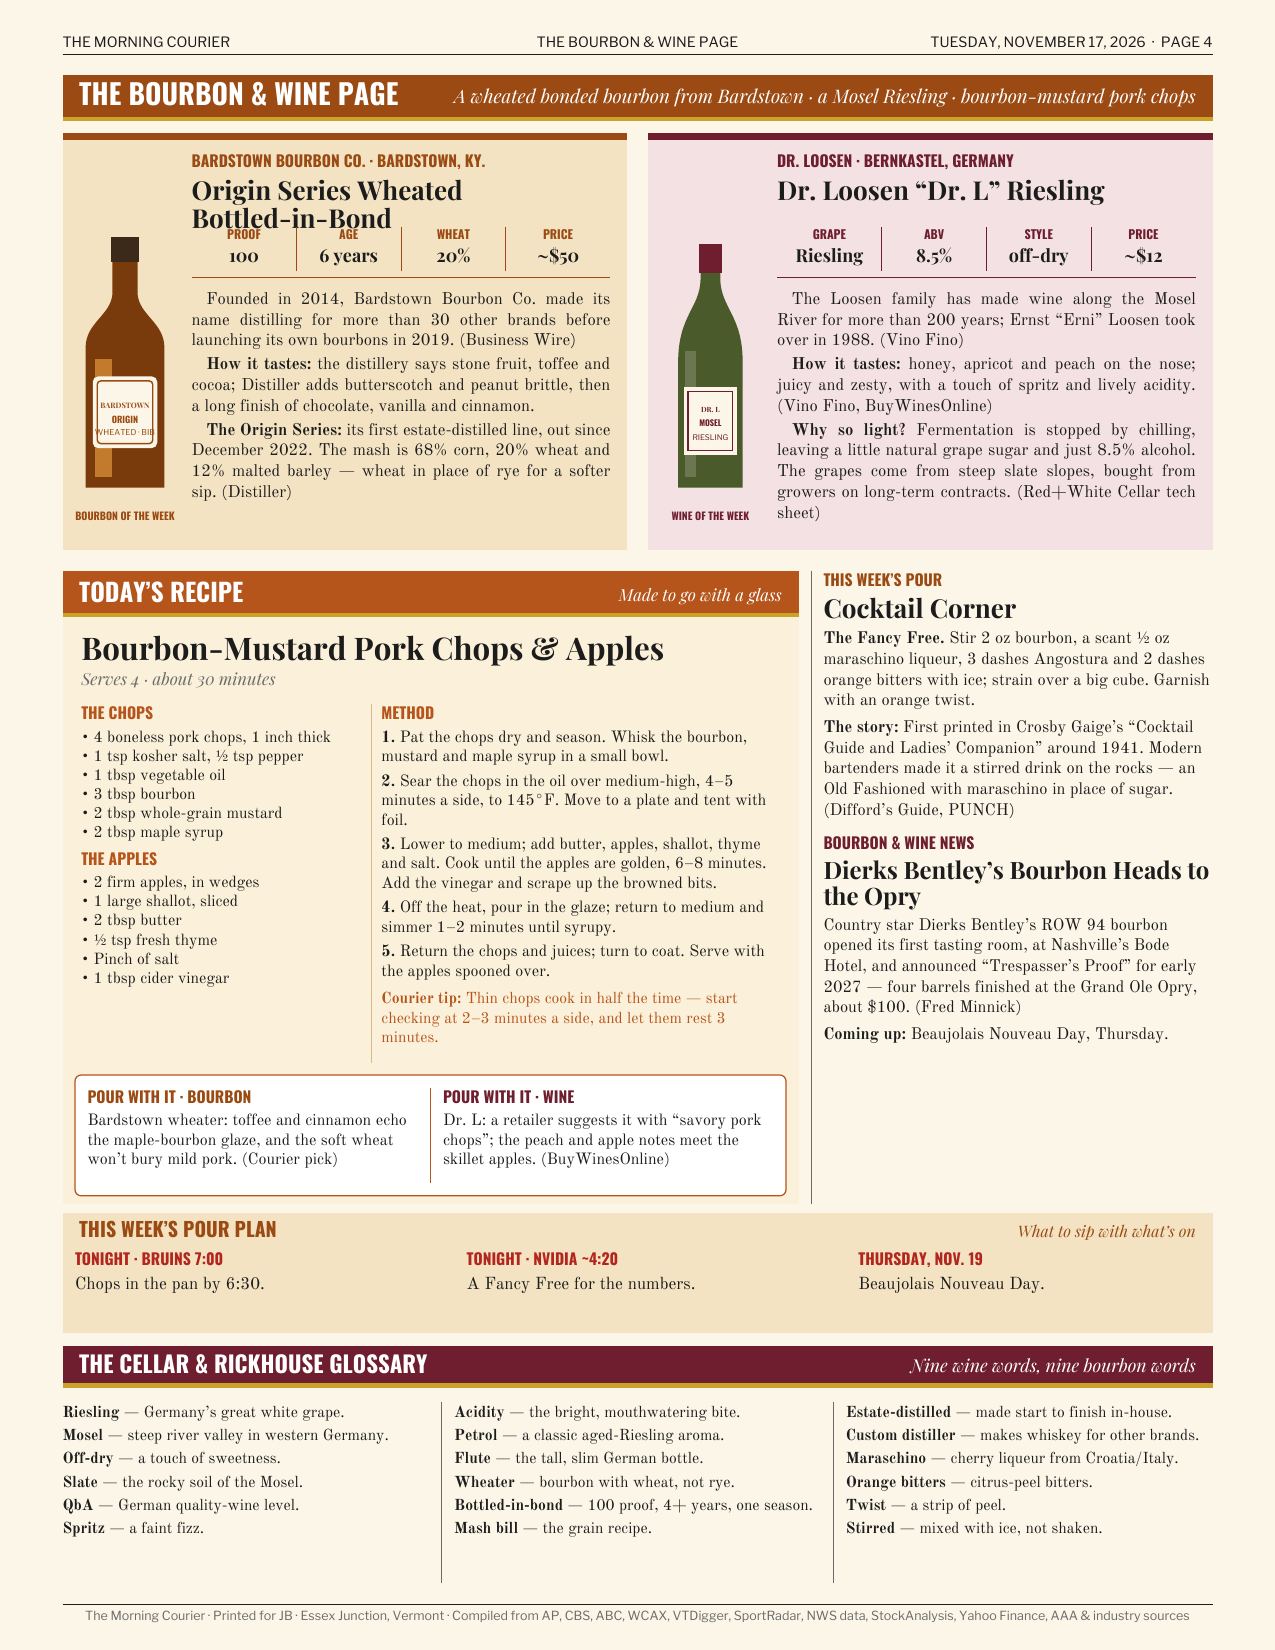 THE MORNING COURIER
THE BOURBON & WINE PAGE
TUESDAY, NOVEMBER 17, 2026 · PAGE 4
THE BOURBON & WINE PAGE
A wheated bonded bourbon from Bardstown · a Mosel Riesling · bourbon-mustard pork chops
BARDSTOWN BOURBON CO. · BARDSTOWN, KY.
Origin Series Wheated
Bottled-in-Bond
PROOF AGE WHEAT PRICE
100 6 years 20% ~$50
Founded in 2014, Bardstown Bourbon Co. made its
name distilling for more than 30 other brands before
launching its own bourbons in 2019. (Business Wire)
How it tastes: the distillery says stone fruit, toffee and
cocoa; Distiller adds butterscotch and peanut brittle, then
a long finish of chocolate, vanilla and cinnamon.
The Origin Series: its first estate-distilled line, out since
December 2022. The mash is 68% corn, 20% wheat and
12% malted barley — wheat in place of rye for a softer
sip. (Distiller)
BARDSTOWN
ORIGIN
WHEATED · BIB
BOURBON OF THE WEEK
DR. LOOSEN · BERNKASTEL, GERMANY
Dr. Loosen “Dr. L” Riesling
GRAPE ABV STYLE PRICE
Riesling 8.5% off-dry ~$12
The Loosen family has made wine along the Mosel
River for more than 200 years; Ernst “Erni” Loosen took
over in 1988. (Vino Fino)
How it tastes: honey, apricot and peach on the nose;
juicy and zesty, with a touch of spritz and lively acidity.
(Vino Fino, BuyWinesOnline)
Why so light? Fermentation is stopped by chilling,
leaving a little natural grape sugar and just 8.5% alcohol.
The grapes come from steep slate slopes, bought from
growers on long-term contracts. (Red+White Cellar tech
sheet)
DR. L
MOSEL
RIESLING
WINE OF THE WEEK
TODAY’S RECIPE
Made to go with a glass
Bourbon-Mustard Pork Chops & Apples
Serves 4 · about 30 minutes
THE CHOPS
• 4 boneless pork chops, 1 inch thick
• 1 tsp kosher salt, ½ tsp pepper
• 1 tbsp vegetable oil
• 3 tbsp bourbon
• 2 tbsp whole-grain mustard
• 2 tbsp maple syrup
THE APPLES
• 2 firm apples, in wedges
• 1 large shallot, sliced
• 2 tbsp butter
• ½ tsp fresh thyme
• Pinch of salt
• 1 tbsp cider vinegar
METHOD
1. Pat the chops dry and season. Whisk the bourbon,
mustard and maple syrup in a small bowl.
2. Sear the chops in the oil over medium-high, 4–5
minutes a side, to 145°F. Move to a plate and tent with
foil.
3. Lower to medium; add butter, apples, shallot, thyme
and salt. Cook until the apples are golden, 6–8 minutes.
Add the vinegar and scrape up the browned bits.
4. Off the heat, pour in the glaze; return to medium and
simmer 1–2 minutes until syrupy.
5. Return the chops and juices; turn to coat. Serve with
the apples spooned over.
Courier tip: Thin chops cook in half the time — start
checking at 2–3 minutes a side, and let them rest 3
minutes.
POUR WITH IT · BOURBON
Bardstown wheater: toffee and cinnamon echo
the maple-bourbon glaze, and the soft wheat
won’t bury mild pork. (Courier pick)
POUR WITH IT · WINE
Dr. L: a retailer suggests it with “savory pork
chops”; the peach and apple notes meet the
skillet apples. (BuyWinesOnline)
THIS WEEK’S POUR
Cocktail Corner
The Fancy Free. Stir 2 oz bourbon, a scant ½ oz
maraschino liqueur, 3 dashes Angostura and 2 dashes
orange bitters with ice; strain over a big cube. Garnish
with an orange twist.
The story: First printed in Crosby Gaige’s “Cocktail
Guide and Ladies’ Companion” around 1941. Modern
bartenders made it a stirred drink on the rocks — an
Old Fashioned with maraschino in place of sugar.
(Difford’s Guide, PUNCH)
BOURBON & WINE NEWS
Dierks Bentley’s Bourbon Heads to
the Opry
Country star Dierks Bentley’s ROW 94 bourbon
opened its first tasting room, at Nashville’s Bode
Hotel, and announced “Trespasser’s Proof” for early
2027 — four barrels finished at the Grand Ole Opry,
about $100. (Fred Minnick)
Coming up: Beaujolais Nouveau Day, Thursday.
THIS WEEK’S POUR PLAN
What to sip with what’s on
TONIGHT · BRUINS 7:00
Chops in the pan by 6:30.
TONIGHT · NVIDIA ~4:20
A Fancy Free for the numbers.
THURSDAY, NOV. 19
Beaujolais Nouveau Day.
THE CELLAR & RICKHOUSE GLOSSARY
Nine wine words, nine bourbon words
Riesling — Germany’s great white grape.
Mosel — steep river valley in western Germany.
Off-dry — a touch of sweetness.
Slate — the rocky soil of the Mosel.
QbA — German quality-wine level.
Spritz — a faint fizz.
Acidity — the bright, mouthwatering bite.
Petrol — a classic aged-Riesling aroma.
Flute — the tall, slim German bottle.
Wheater — bourbon with wheat, not rye.
Bottled-in-bond — 100 proof, 4+ years, one season.
Mash bill — the grain recipe.
Estate-distilled — made start to finish in-house.
Custom distiller — makes whiskey for other brands.
Maraschino — cherry liqueur from Croatia/Italy.
Orange bitters — citrus-peel bitters.
Twist — a strip of peel.
Stirred — mixed with ice, not shaken.
The Morning Courier · Printed for JB · Essex Junction, Vermont · Compiled from AP, CBS, ABC, WCAX, VTDigger, SportRadar, NWS data, StockAnalysis, Yahoo Finance, AAA & industry sources